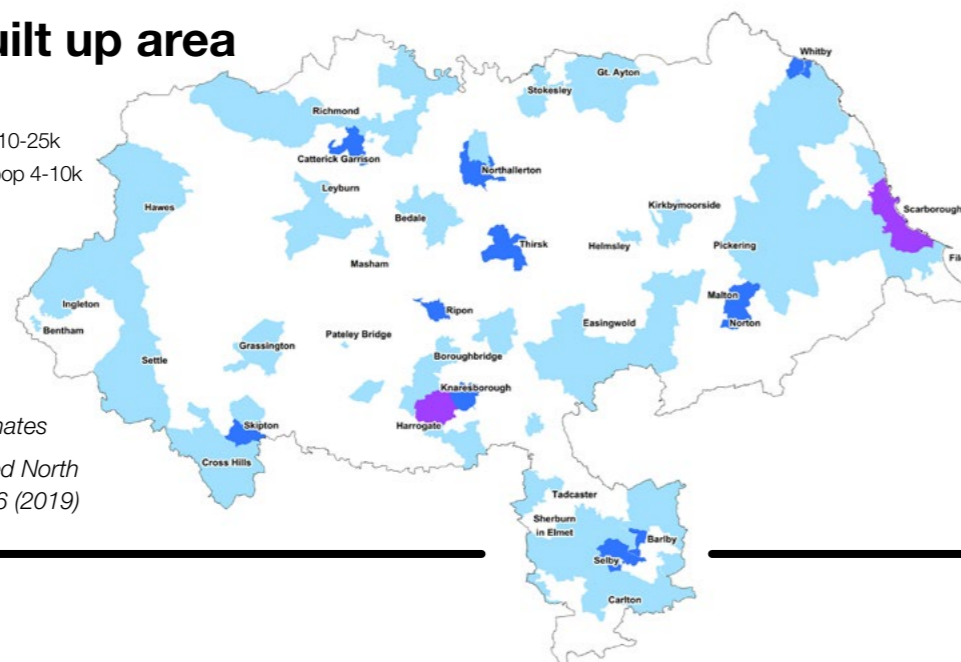 uilt up area
10-25k
pop 4-10k
Whitby
Gt. Ayton
Stokesley
Richmond
Catterick Garrison
Northallerton
Leyburn
Hawes
Bedale
Kirkbymoorside
Scarborough
Thirsk
Helmsley
Pickering
Masham
Fil
Malton
Ingleton
Ripon
Norton
Bentham
Easingwold
Pateley Bridge
Grassington
Boroughbridge
Settle
Knaresborough
Harrogate
Skipton
nates
Cross Hills
d North
6 (2019)
Tadcaster
Sherburn
in Elmet
Barlby
Selby
Carlton